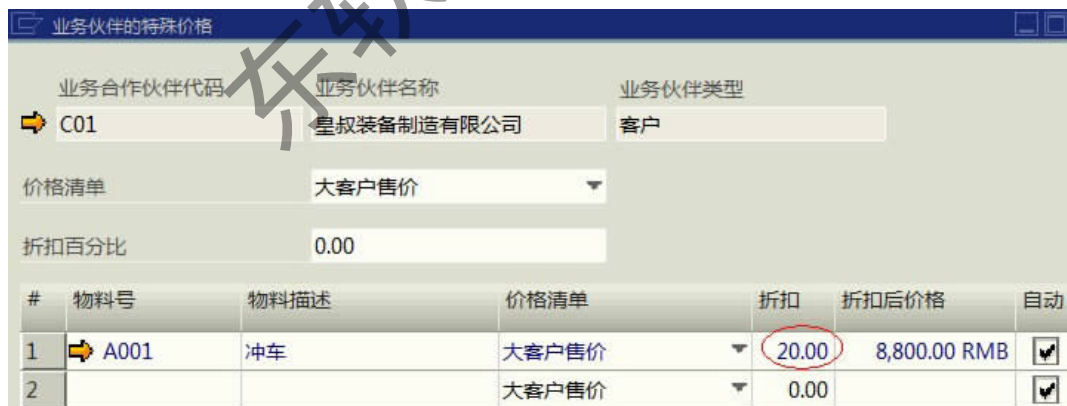 业务伙伴的特殊价格
业务合作伙伴代码 业务伙伴名称 业务伙伴类型
C01 皇叔装备制造有限公司 客户
价格清单 大客户售价
折扣百分比 0.00
# 物料号 物料描述 价格清单 折扣 折扣后价格 自动
1 A001 冲车 大客户售价 20.00 8,800.00 RMB
2 大客户售价 0.00
东软